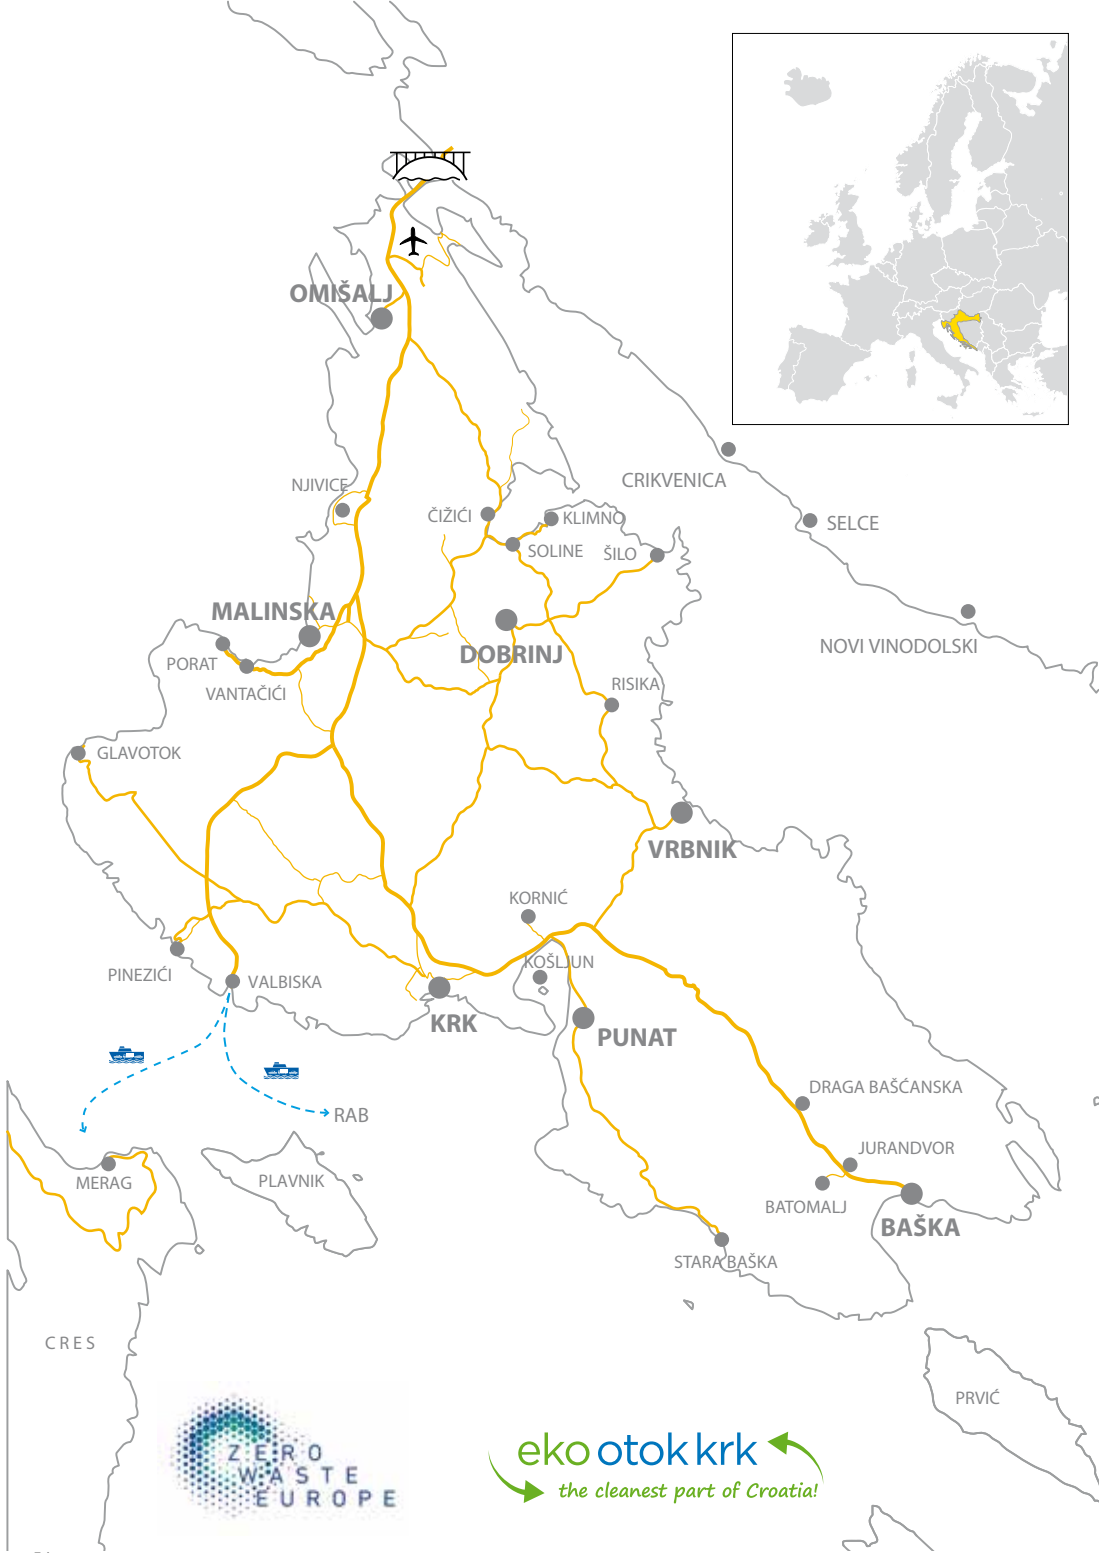 OMIŠALJ
CRIKVENICA
NJIVICE
ČIŽIĆI
KLIMNO
SELCE
SOLINE
ŠILO
MALINSKA
DOBRINJ
NOVI VINODOLSKI
PORAT
VANTAČIĆI
RISIKA
GLAVOTOK
VRBNIK
KORNIĆ
KOŠLJUN
PINEZIĆI
VALBISKA
KRK
PUNAT
DRAGA BAŠĆANSKA
RAB
JURANDVOR
MERAG
PLAVNIK
BATOMALJ
BAŠKA
STARA BAŠKA
CRES
PRVIĆ
ZERO
WASTE
EUROPE
eko otok krk
the cleanest part of Croatia!